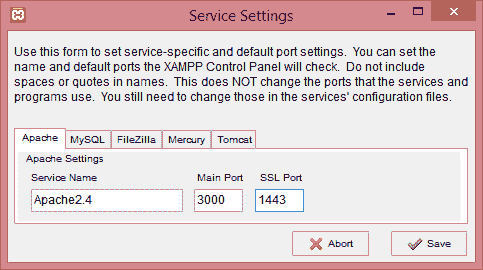 Service Settings
Use this form to set service-specific and default port settings. You can set the
name and default ports the XAMPP Control Panel will check. Do not include
spaces or quotes in names. This does NOT change the ports that the services and
programs use. You still need to change those in the services' configuration files.
Apache MySQL FileZilla Mercury Tomcat
Apache Settings
Service Name Main Port SSL Port
Apache2.4 3000 1443
Abort Save